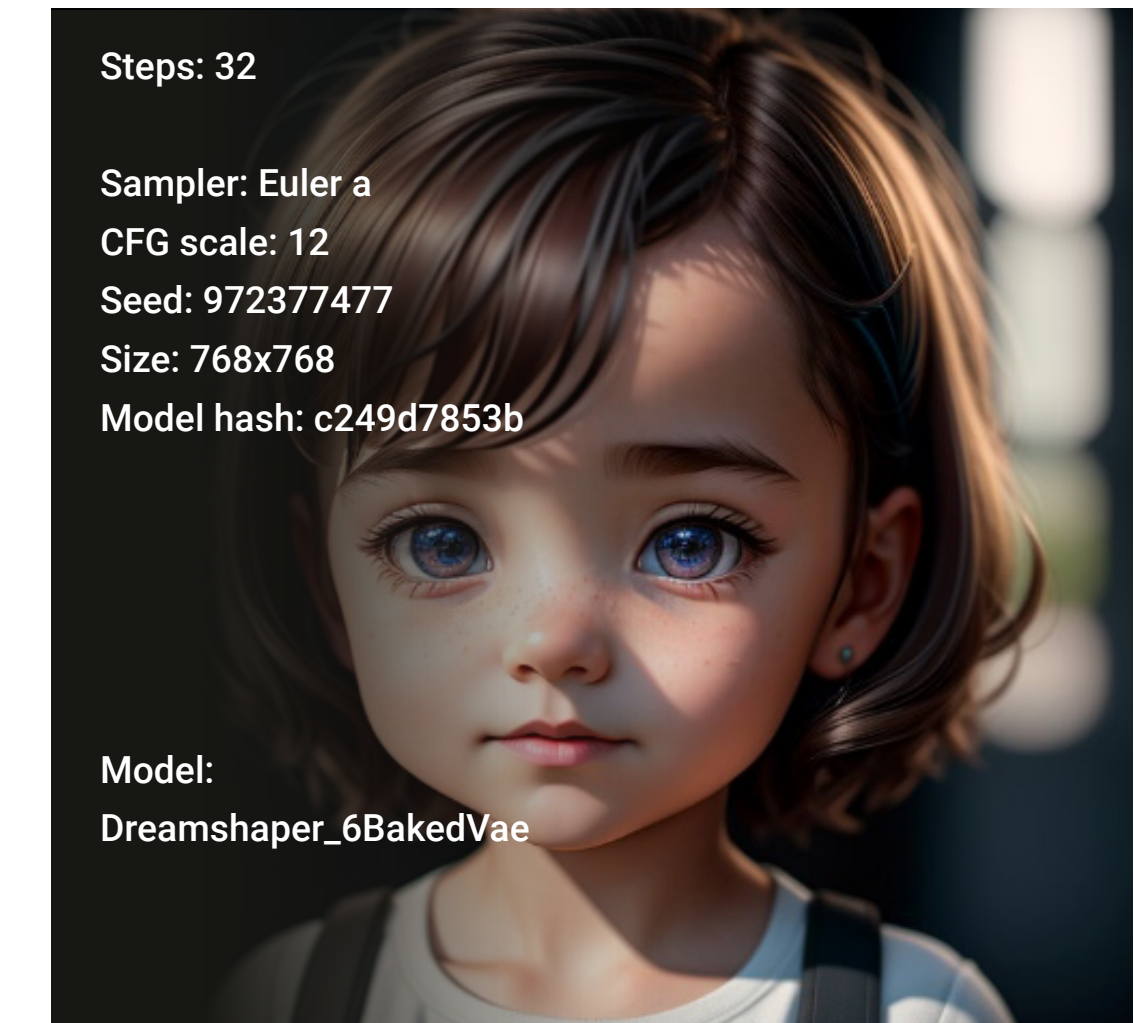 Steps: 32
Sampler: Euler a
CFG scale: 12
Seed: 972377477
Size: 768x768
Model hash: c249d7853b
Model:
Dreamshaper_6BakedVae